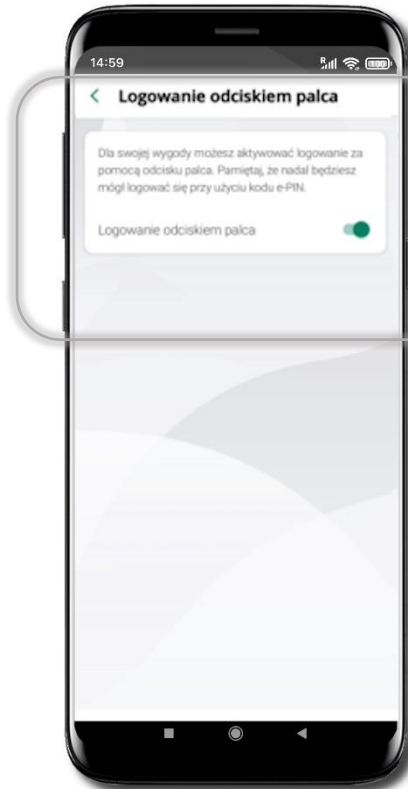 14:59
R
100
Logowanie odciskiem palca
Dla swojej wygody możesz aktywować logowanie za
pomocą odcisku palca. Pamiętaj, że nadal będziesz
mógł logować się przy użyciu kodu e-PIN.
Logowanie odciskiem palca